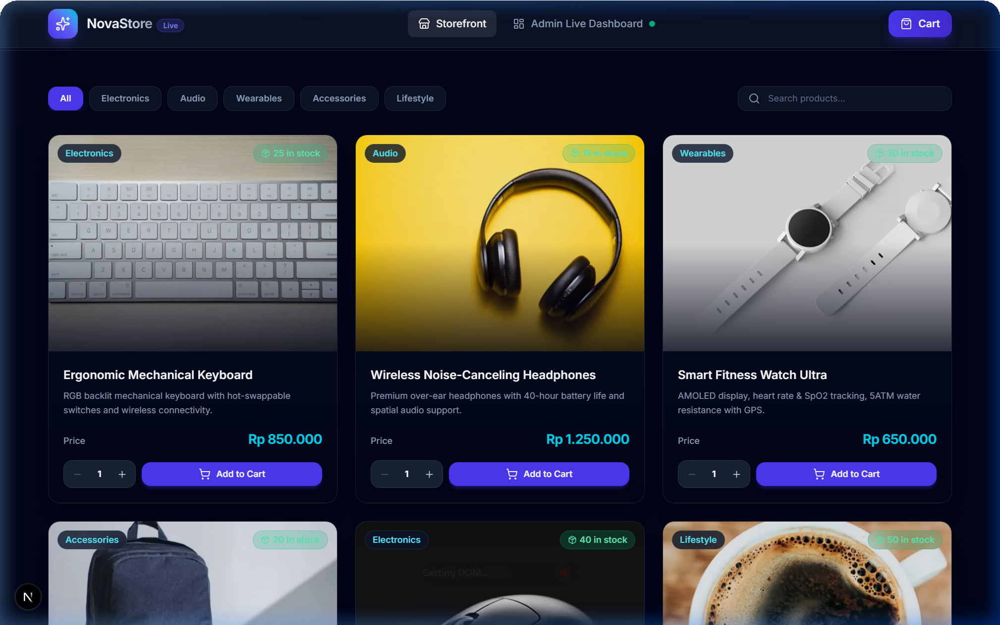 NovaStore Live
Storefront
Admin Live Dashboard
Cart
All
Electronics
Audio
Wearables
Accessories
Lifestyle
Search products...
Electronics
25 in stock
Ergonomic Mechanical Keyboard
RGB backlit mechanical keyboard with hot-swappable
switches and wireless connectivity.
Price
Rp 850.000
1
Add to Cart
Audio
15 in stock
Wireless Noise-Canceling Headphones
Premium over-ear headphones with 40-hour battery life and
spatial audio support.
Price
Rp 1.250.000
1
Add to Cart
Wearables
30 in stock
Smart Fitness Watch Ultra
AMOLED display, heart rate & SpO2 tracking, 5ATM water
resistance with GPS.
Price
Rp 650.000
1
Add to Cart
Accessories
20 in stock
Electronics
40 in stock
Getting DOM...
Lifestyle
50 in stock
N